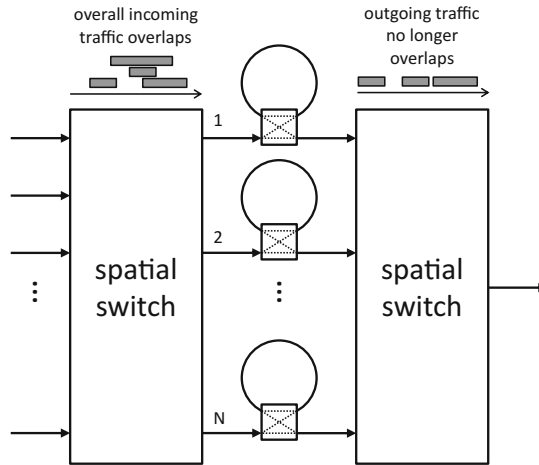 overall incoming
traffic overlaps
outgoing traffic
no longer
overlaps
1
2
...
...
spatial
switch
spatial
switch
N